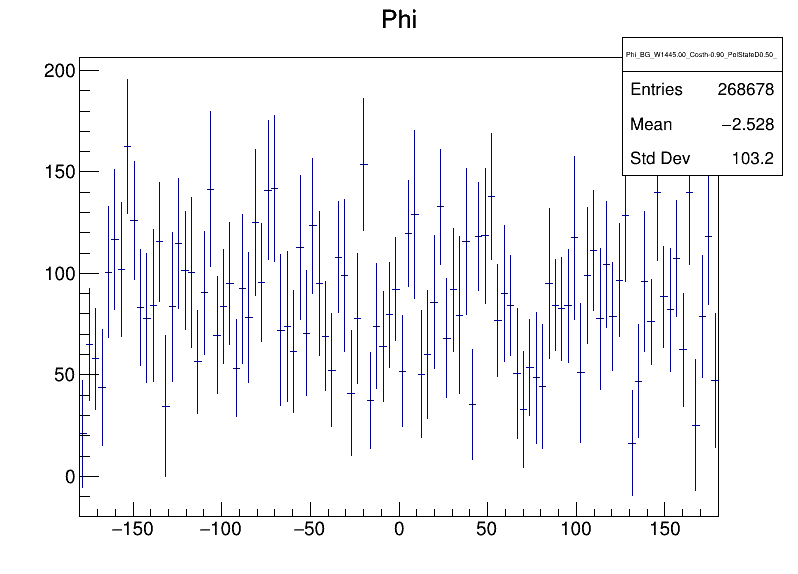 Phi
Phi_BG_W1445.00_Costh-0.90_PolStateD0.50_
Entries 268678
Mean −2.528
Std Dev 103.2
200
150
100
50
0
−150 −100 −50 0 50 100 150